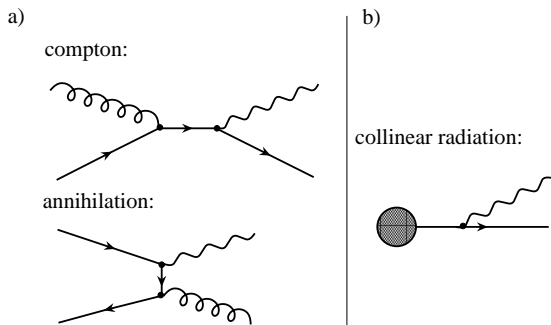 a)
compton:
annihilation:
b)
collinear radiation: